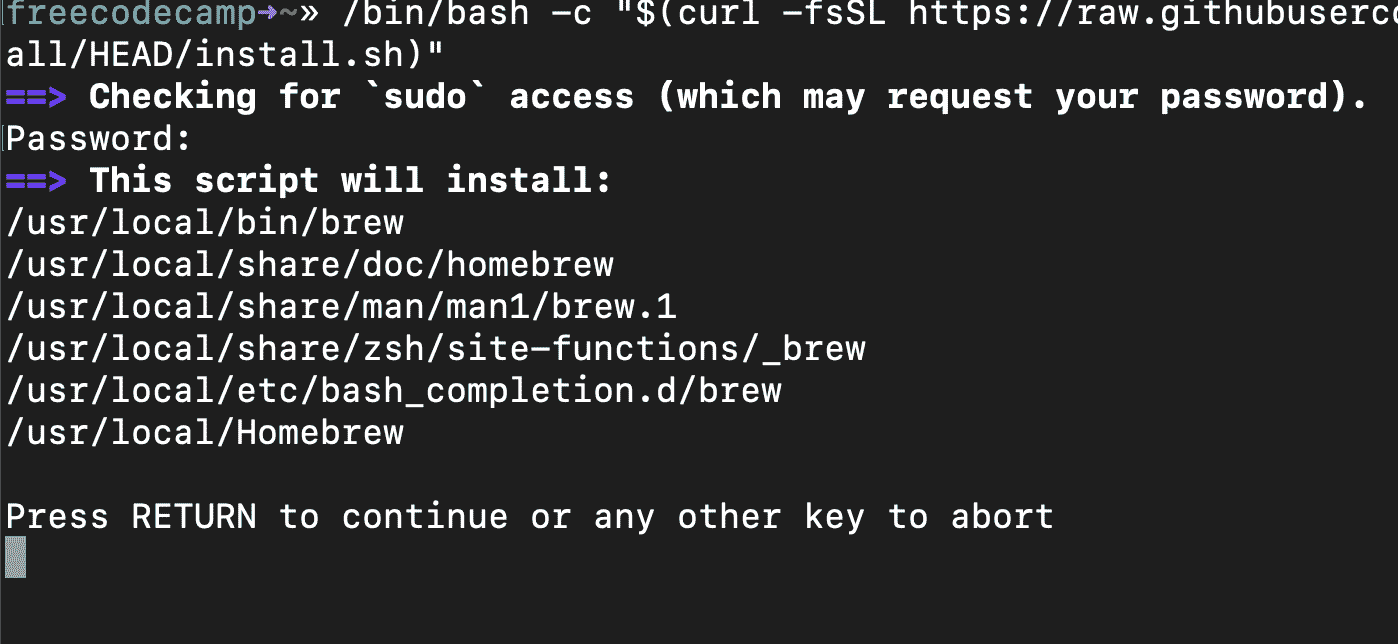 freecodecamp→~» /bin/bash -c "$(curl -fsSL https://raw.githubuserc
all/HEAD/install.sh)"
==> Checking for `sudo` access (which may request your password).
Password:
==> This script will install:
/usr/local/bin/brew
/usr/local/share/doc/homebrew
/usr/local/share/man/man1/brew.1
/usr/local/share/zsh/site-functions/_brew
/usr/local/etc/bash_completion.d/brew
/usr/local/Homebrew
Press RETURN to continue or any other key to abort